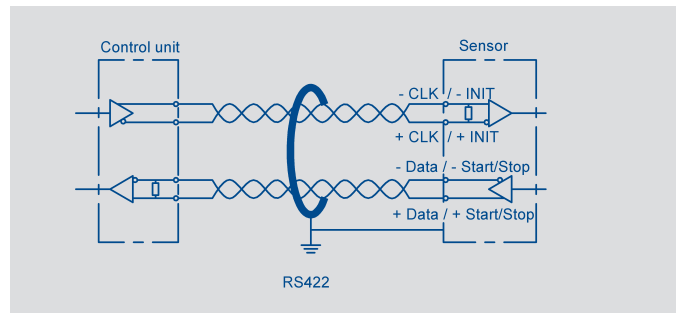 Control unit
Sensor
- CLK / - INIT
+ CLK / + INIT
- Data / - Start/Stop
+ Data / + Start/Stop
RS422